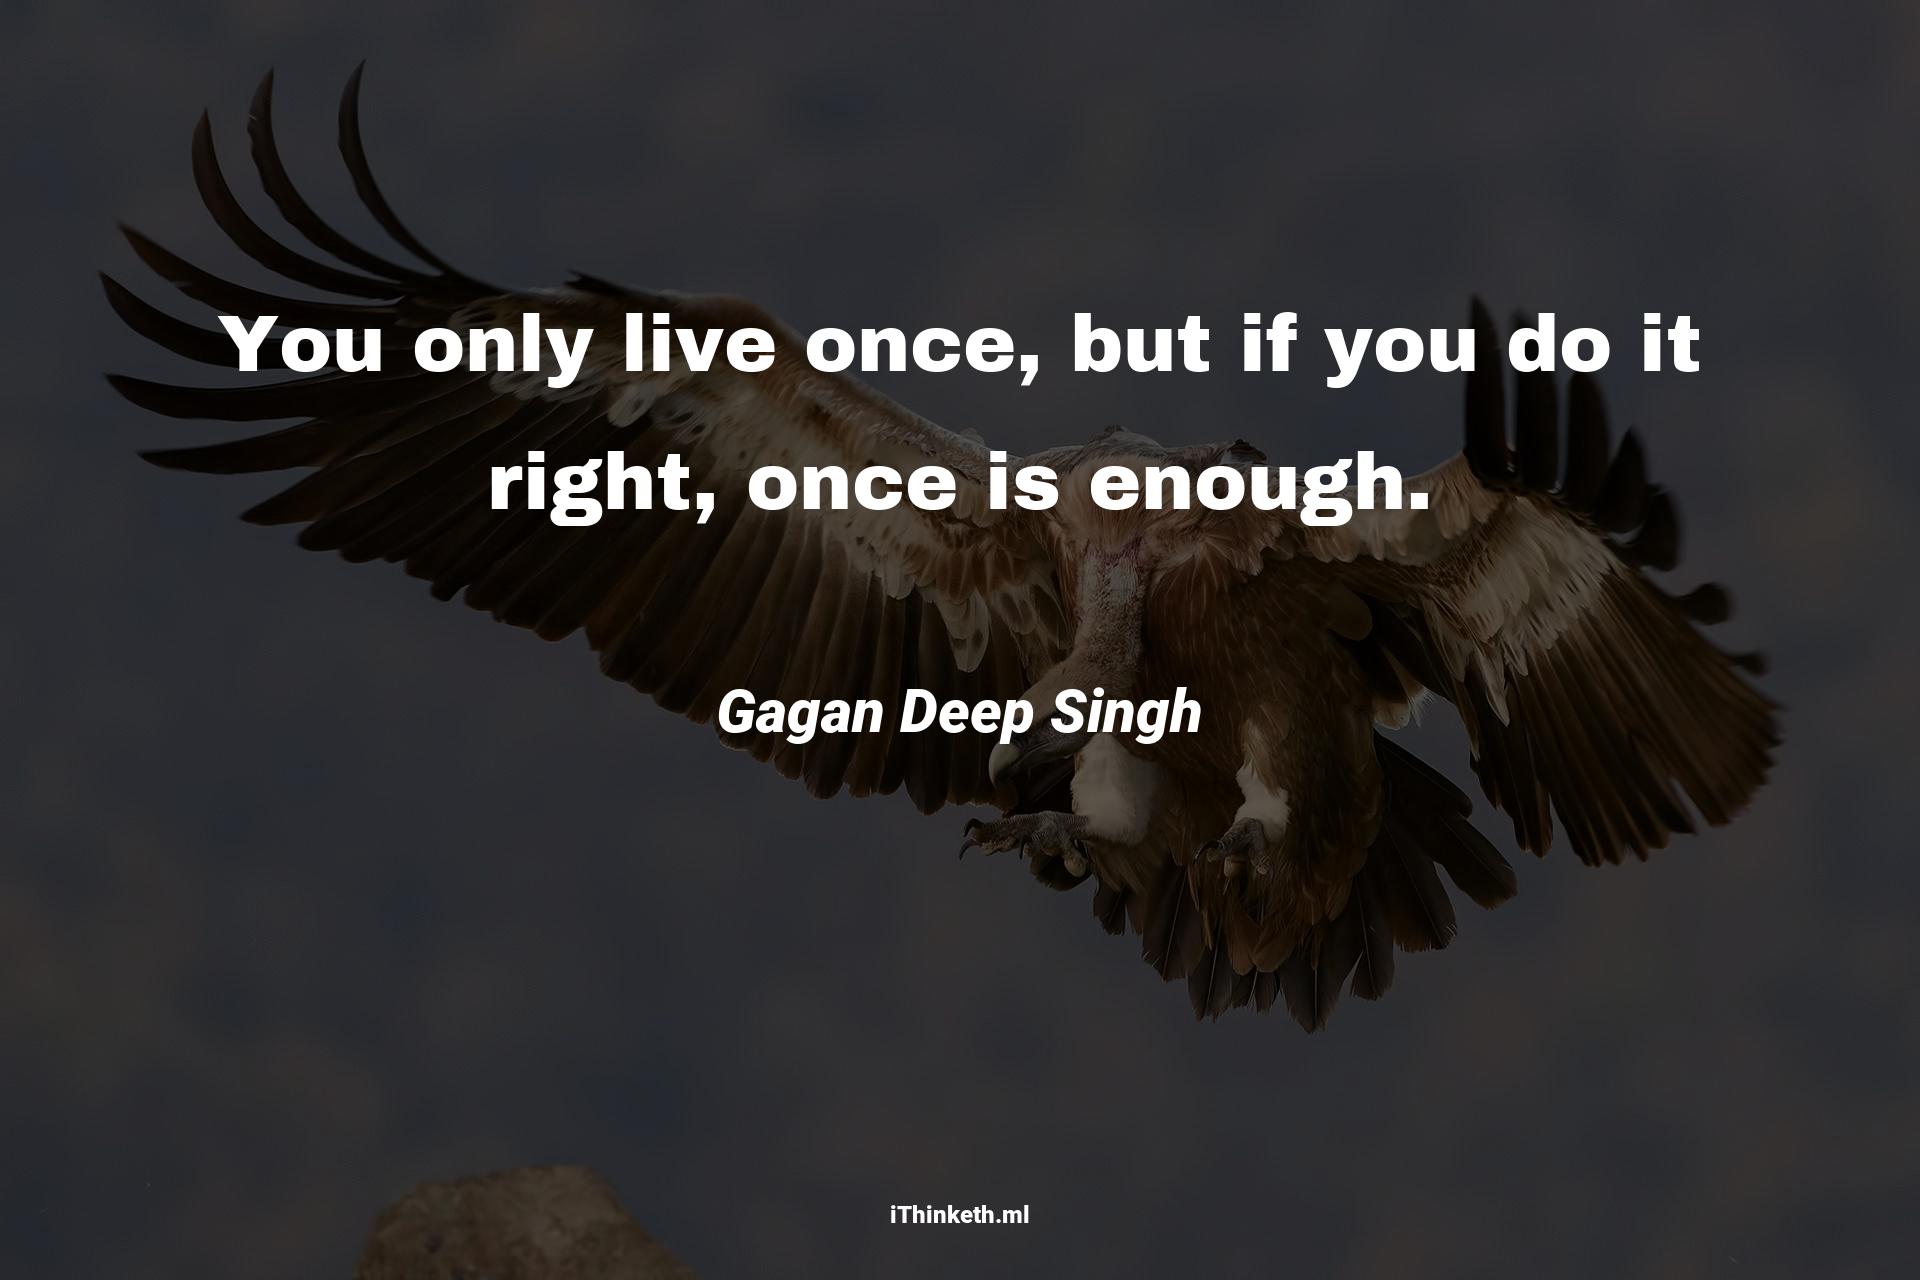 You only live once, but if you do it
right, once is enough.
Gagan Deep Singh
iThinketh.ml